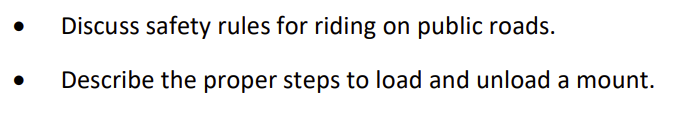 • Discuss safety rules for riding on public roads.
• Describe the proper steps to load and unload a mount.